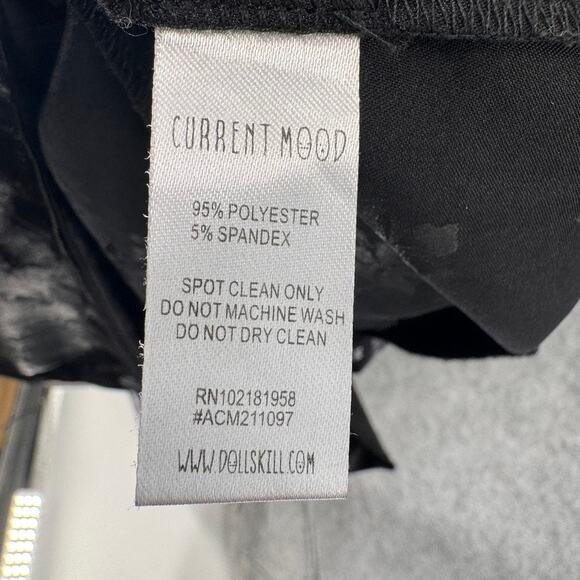 CURRENT MOOD
95% POLYESTER
5% SPANDEX
SPOT CLEAN ONLY
DO NOT MACHINE WASH
DO NOT DRY CLEAN
RN102181958
#ACM211097
WWW.DOLLSKILL.COM